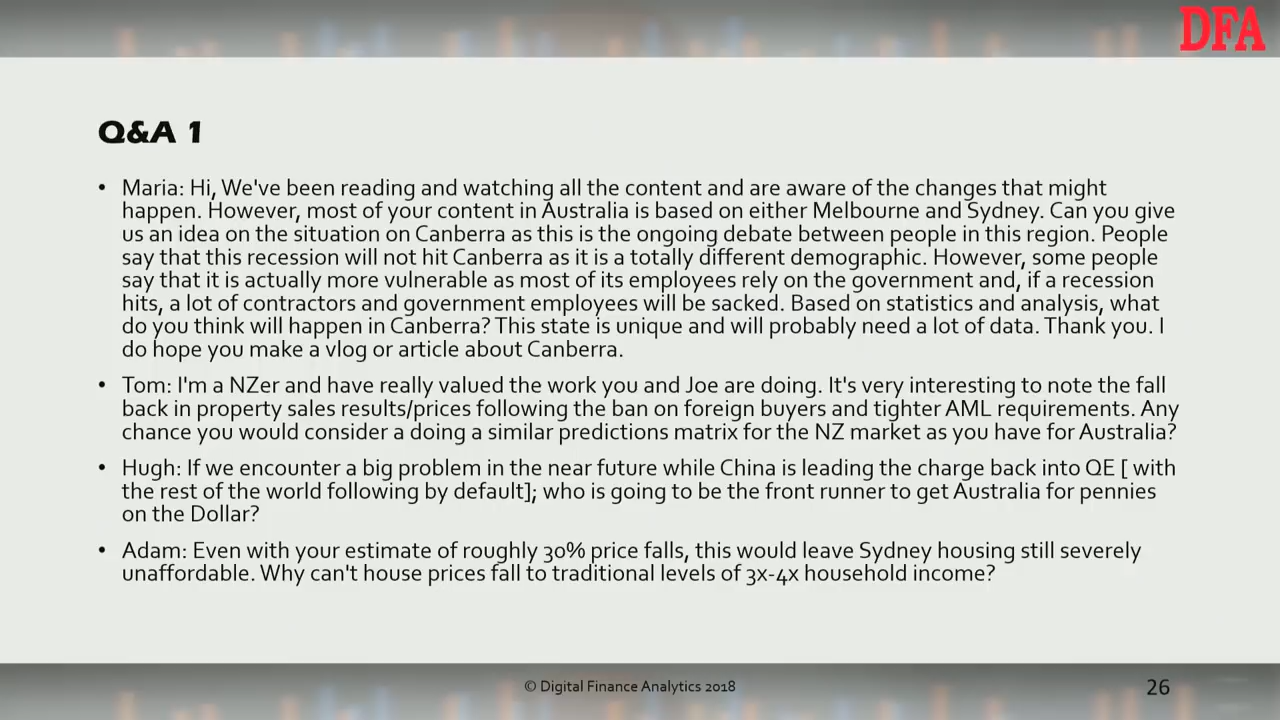 DFA
Q&A 1
• Maria: Hi, We've been reading and watching all the content and are aware of the changes that might
happen. However, most of your content in Australia is based on either Melbourne and Sydney. Can you give
us an idea on the situation on Canberra as this is the ongoing debate between people in this region. People
say that this recession will not hit Canberra as it is a totally different demographic. However, some people
say that it is actually more vulnerable as most of its employees rely on the government and, if a recession
hits, a lot of contractors and government employees will be sacked. Based on statistics and analysis, what
do you think will happen in Canberra? This state is unique and will probably need a lot of data. Thank you. I
do hope you make a vlog or article about Canberra.
• Tom: I'm a NZer and have really valued the work you and Joe are doing. It's very interesting to note the fall
back in property sales results/prices following the ban on foreign buyers and tighter AML requirements. Any
chance you would consider a doing a similar predictions matrix for the NZ market as you have for Australia?
• Hugh: If we encounter a big problem in the near future while China is leading the charge back into QE [ with
the rest of the world following by default]; who is going to be the front runner to get Australia for pennies
on the Dollar?
• Adam: Even with your estimate of roughly 30% price falls, this would leave Sydney housing still severely
unaffordable. Why can't house prices fall to traditional levels of 3x-4x household income?
© Digital Finance Analytics 2018
26